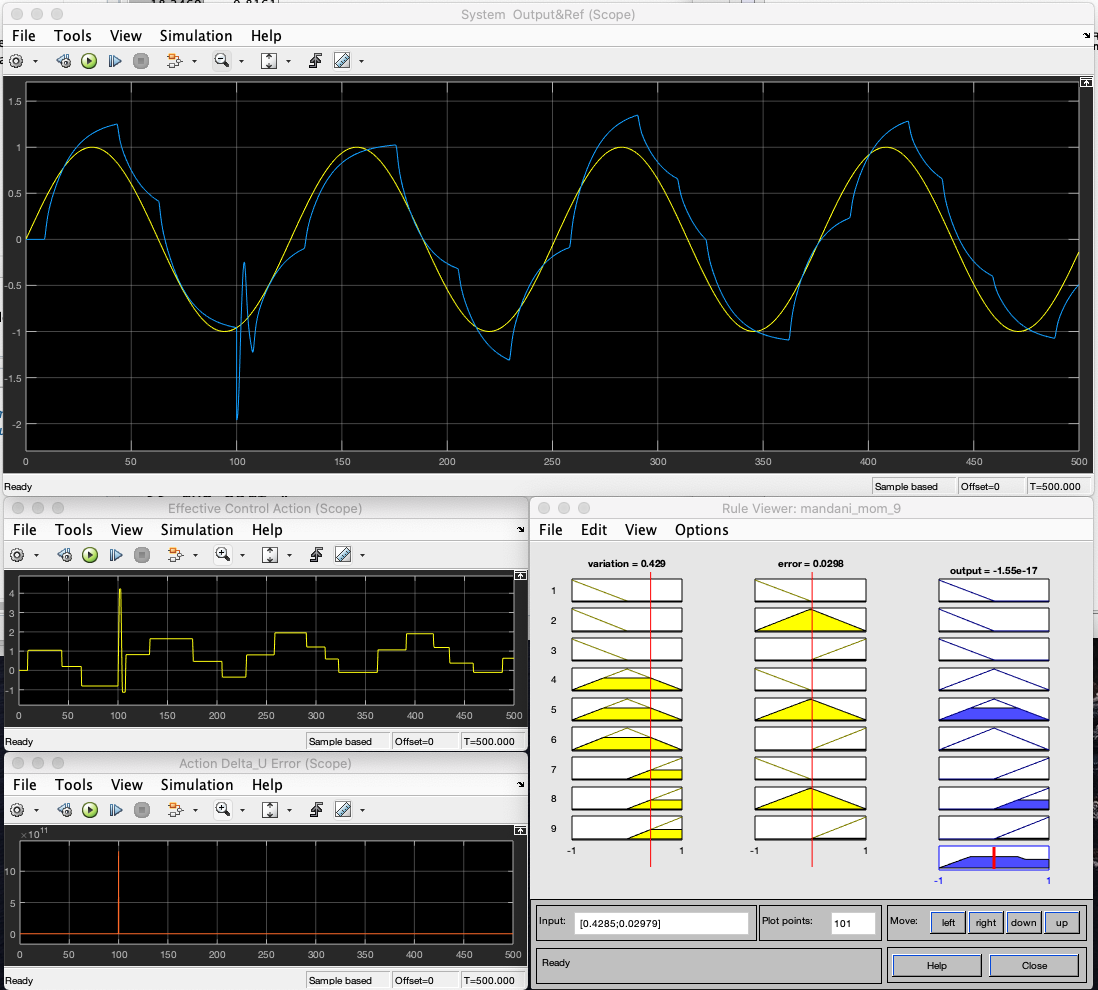 System Output&Ref (Scope)
File Tools View Simulation Help
1.5
1
0.5
0
-0.5
-1
-1.5
-2
0 50 100 150 200 250 300 350 400 450 500
Ready Sample based Offset=0 T=500.000
Effective Control Action (Scope)
File Tools View Simulation Help
4
3
2
1
0
-1
0 50 100 150 200 250 300 350 400 450 500
Ready Sample based Offset=0 T=500.000
Action Delta_U Error (Scope)
File Tools View Simulation Help
×10^11
10
5
0
0 50 100 150 200 250 300 350 400 450 500
Ready Sample based Offset=0 T=500.000
Rule Viewer: mandani_mom_9
File Edit View Options
variation = 0.429 error = 0.0298 output = -1.55e-17
1
2
3
4
5
6
7
8
9
-1 1 -1 1
-1 1
Input: [0.4285;0.02979] Plot points: 101 Move: left right down up
Ready Help Close